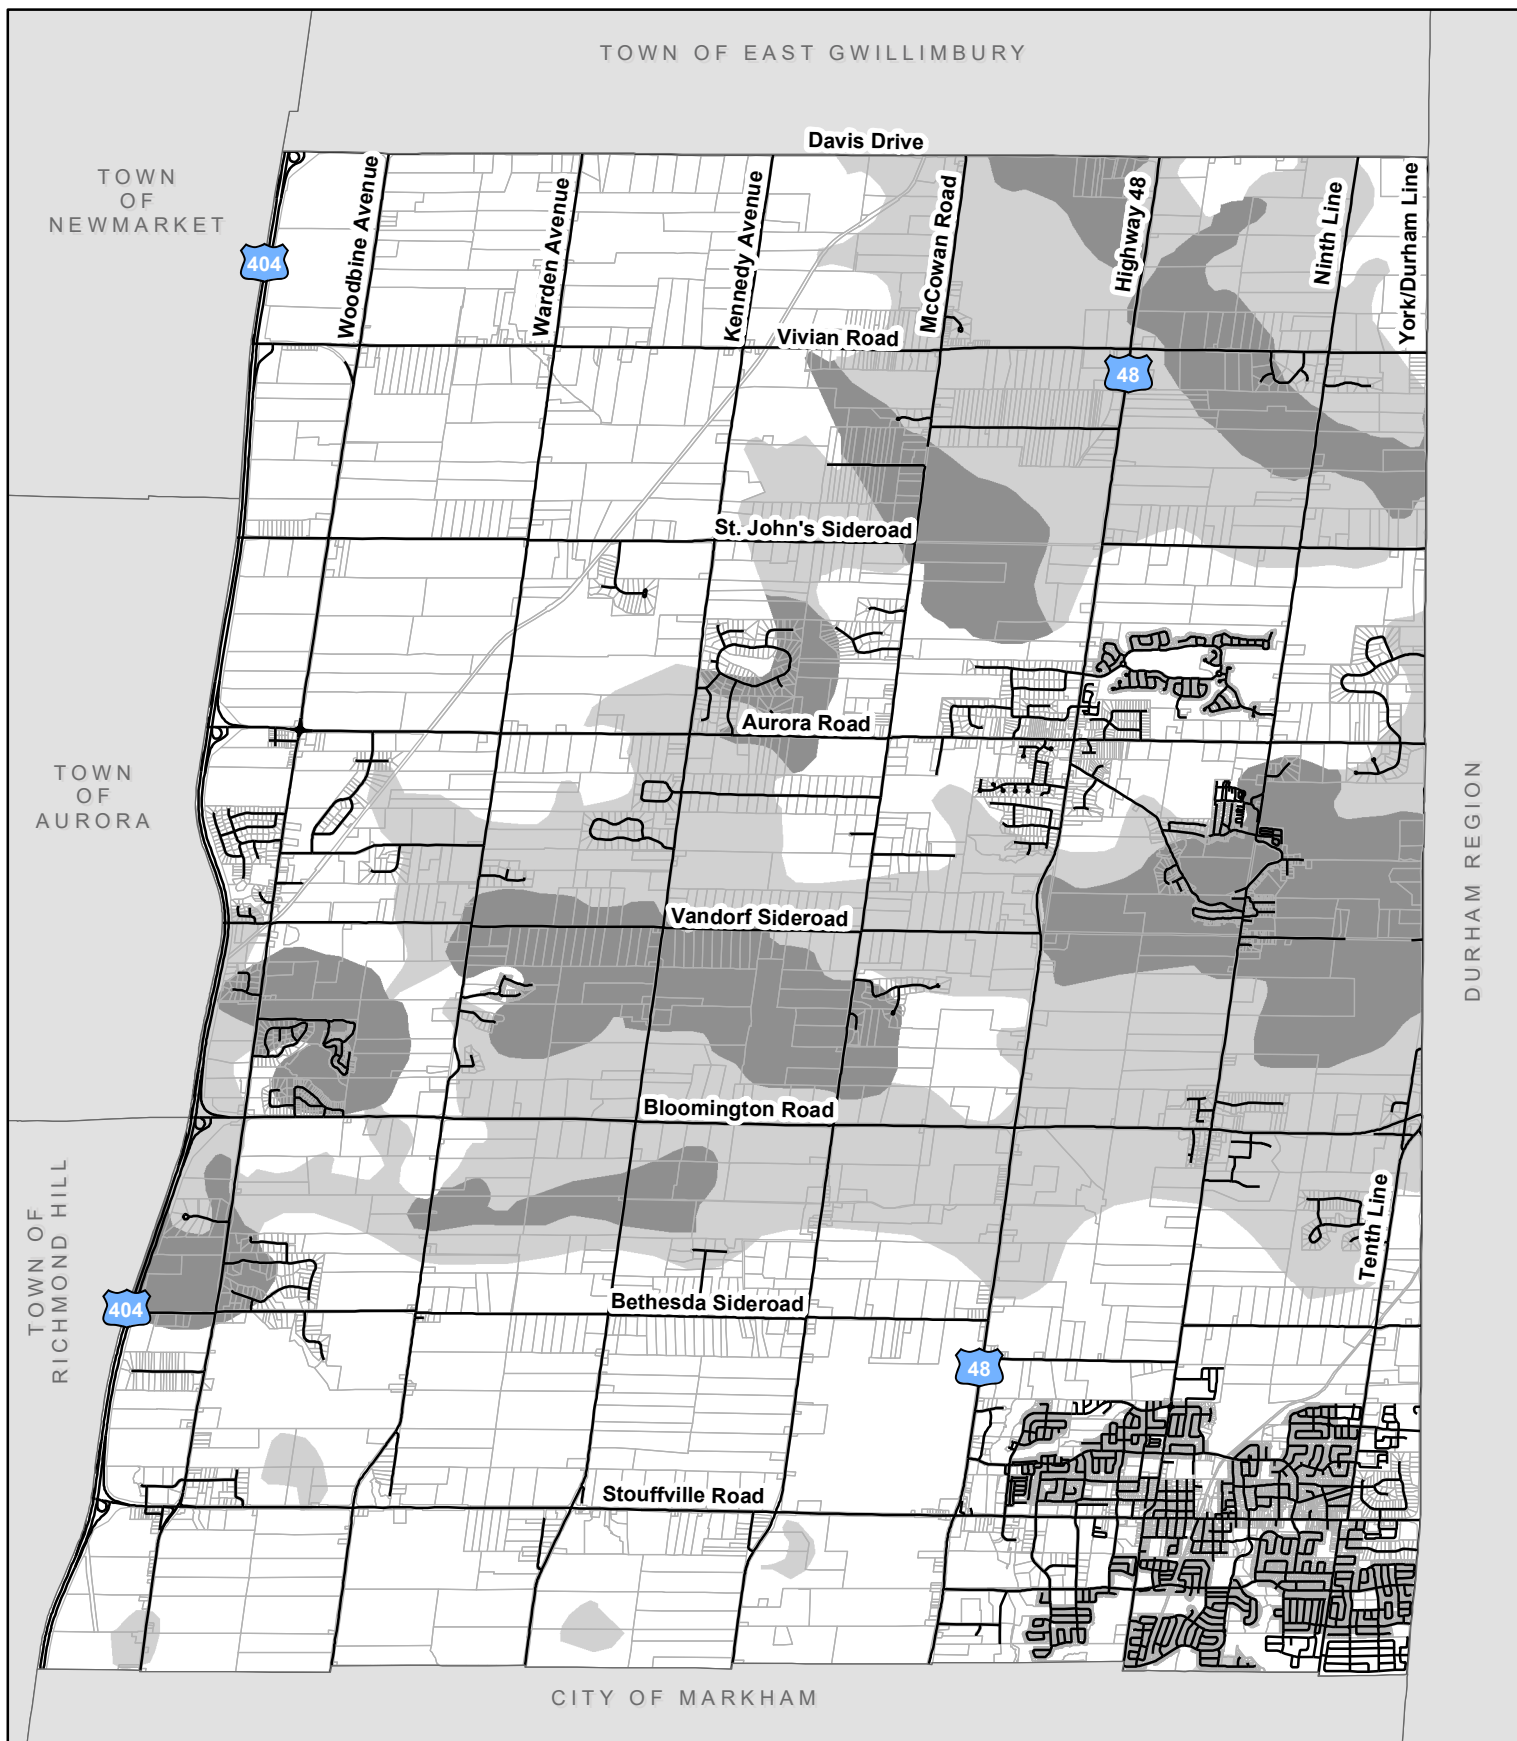 TOWN OF EAST GWILLIMBURY
Davis Drive
TOWN
OF
NEWMARKET
404
Woodbine Avenue
Warden Avenue
Kennedy Avenue
McCowan Road
Highway 48
Ninth Line
York/Durham Line
Vivian Road
48
St. John's Sideroad
Aurora Road
TOWN
OF
AURORA
DURHAM REGION
Vandorf Sideroad
Bloomington Road
TOWN OF
RICHMOND HILL
Tenth Line
404
Bethesda Sideroad
48
Stouffville Road
CITY OF MARKHAM